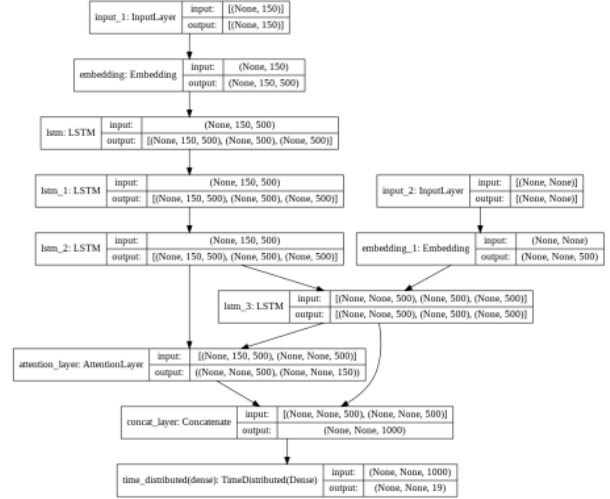 input_1: InputLayer
input: [(None, 150)]
output: [(None, 150)]
embedding: Embedding
input: (None, 150)
output: (None, 150, 500)
lstm: LSTM
input: (None, 150, 500)
output: [(None, 150, 500), (None, 500), (None, 500)]
lstm_1: LSTM
input: (None, 150, 500)
output: [(None, 150, 500), (None, 500), (None, 500)]
input_2: InputLayer
input: [(None, None)]
output: [(None, None)]
lstm_2: LSTM
input: (None, 150, 500)
output: [(None, 150, 500), (None, 500), (None, 500)]
embedding_1: Embedding
input: (None, None)
output: (None, None, 500)
lstm_3: LSTM
input: [(None, None, 500), (None, 500), (None, 500)]
output: [(None, None, 500), (None, 500), (None, 500)]
attention_layer: AttentionLayer
input: [(None, 150, 500), (None, None, 500)]
output: ((None, None, 500), (None, None, 150))
concat_layer: Concatenate
input: [(None, None, 500), (None, None, 500)]
output: (None, None, 1000)
time_distributed(dense): TimeDistributed(Dense)
input: (None, None, 1000)
output: (None, None, 19)